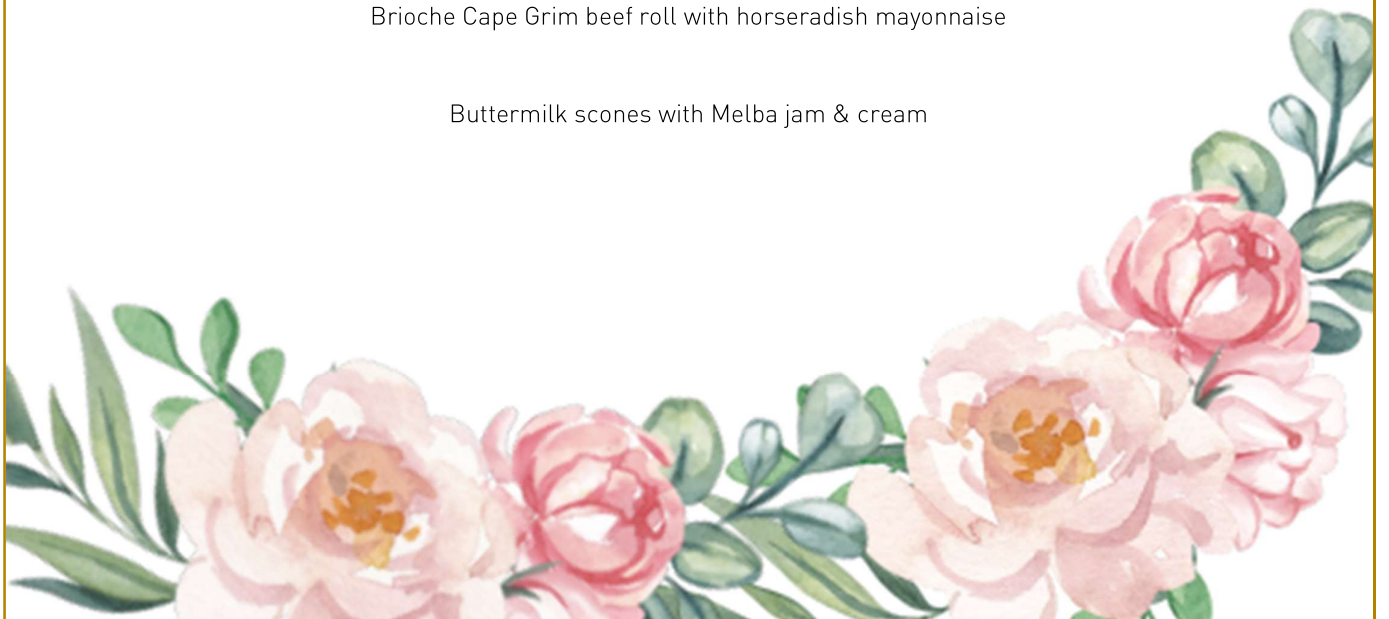 Brioche Cape Grim beef roll with horseradish mayonnaise
Buttermilk scones with Melba jam & cream